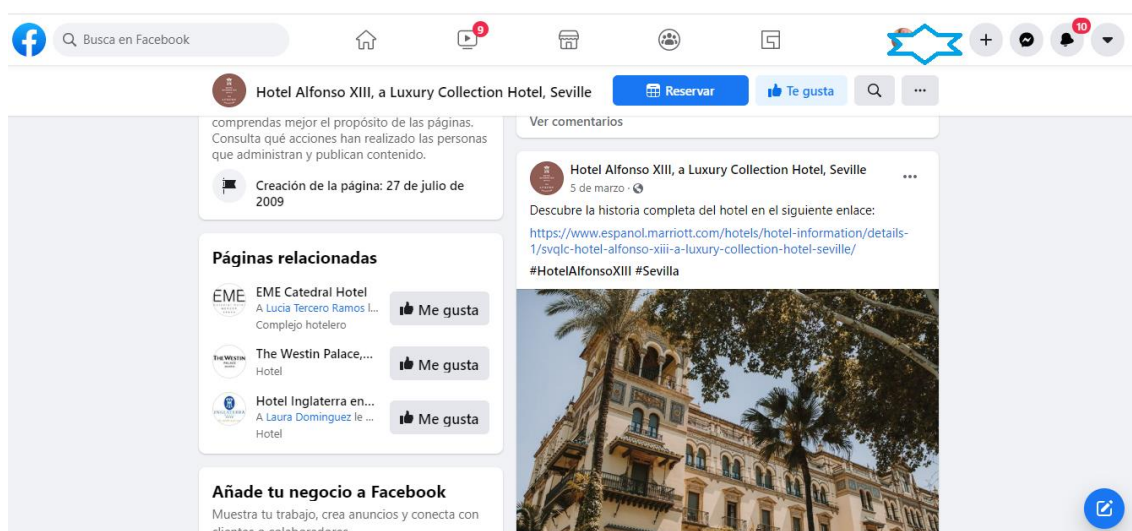 Busca en Facebook
9
10
Hotel Alfonso XIII, a Luxury Collection Hotel, Seville
Reservar
Te gusta
comprendas mejor el propósito de las páginas.
Consulta qué acciones han realizado las personas
que administran y publican contenido.
Creación de la página: 27 de julio de
2009
Páginas relacionadas
EME
EME Catedral Hotel
A Lucia Tercero Ramos l...
Complejo hotelero
Me gusta
THE WESTIN
The Westin Palace,...
Hotel
Me gusta
Hotel Inglaterra en...
A Laura Dominguez le ...
Hotel
Me gusta
Añade tu negocio a Facebook
Muestra tu trabajo, crea anuncios y conecta con
clientes o colaboradores
Ver comentarios
Hotel Alfonso XIII, a Luxury Collection Hotel, Seville
5 de marzo ·
Descubre la historia completa del hotel en el siguiente enlace:
https://www.espanol.marriott.com/hotels/hotel-information/details-
1/svqlc-hotel-alfonso-xiii-a-luxury-collection-hotel-seville/
#HotelAlfonsoXIII #Sevilla